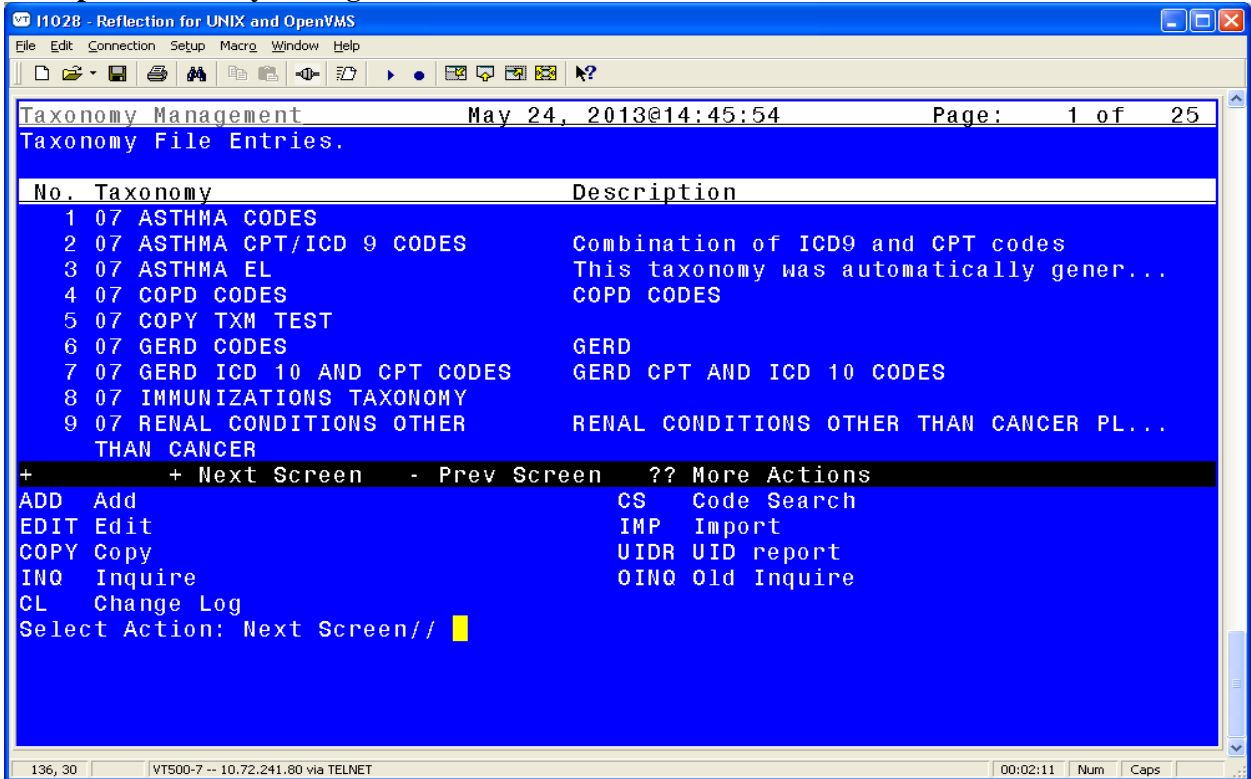 I1028 - Reflection for UNIX and OpenVMS
File Edit Connection Setup Macro Window Help
Taxonomy Management May 24, 2013@14:45:54 Page: 1 of 25
Taxonomy File Entries.
No. Taxonomy Description
1 07 ASTHMA CODES
2 07 ASTHMA CPT/ICD 9 CODES Combination of ICD9 and CPT codes
3 07 ASTHMA EL This taxonomy was automatically gener...
4 07 COPD CODES COPD CODES
5 07 COPY TXM TEST
6 07 GERD CODES GERD
7 07 GERD ICD 10 AND CPT CODES GERD CPT AND ICD 10 CODES
8 07 IMMUNIZATIONS TAXONOMY
9 07 RENAL CONDITIONS OTHER RENAL CONDITIONS OTHER THAN CANCER PL...
THAN CANCER
+ + Next Screen - Prev Screen ?? More Actions
ADD Add CS Code Search
EDIT Edit IMP Import
COPY Copy UIDR UID report
INQ Inquire OINQ Old Inquire
CL Change Log
Select Action: Next Screen//
136, 30 VT500-7 -- 10.72.241.80 via TELNET 00:02:11 Num Caps